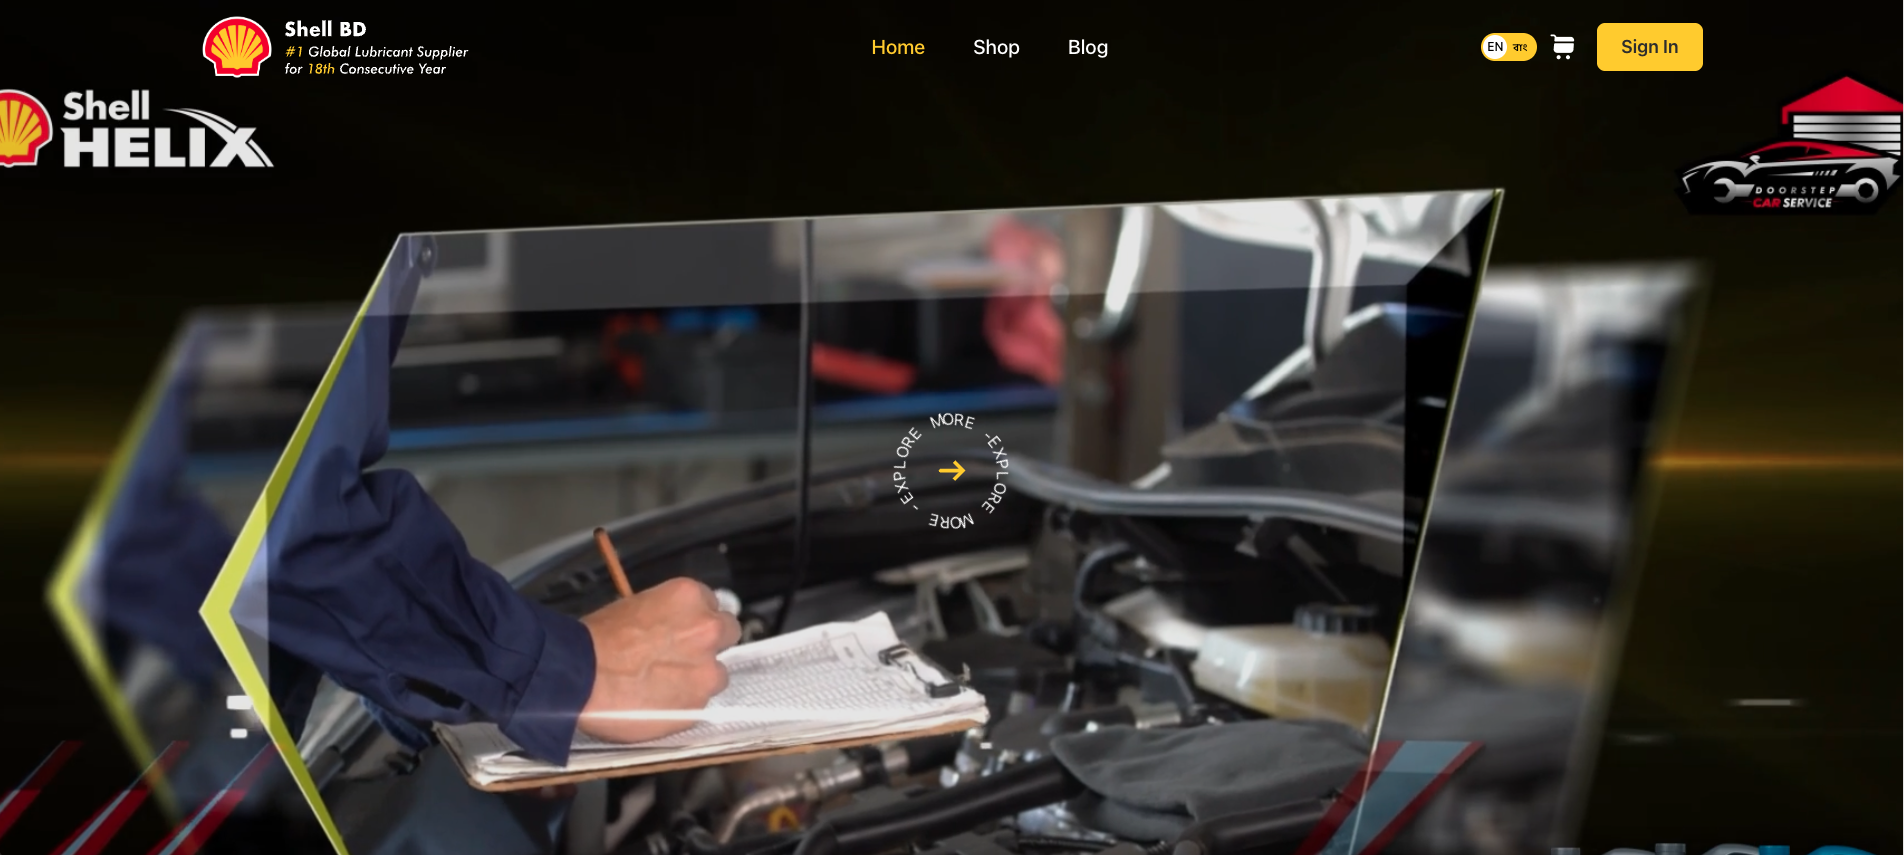 Shell BD
#1 Global Lubricant Supplier
for 18th Consecutive Year
Home
Shop
Blog
EN
বাং
Sign In
Shell
HELIX
DOORSTEP
CAR SERVICE
EXPLORE MORE - EXPLORE MORE -